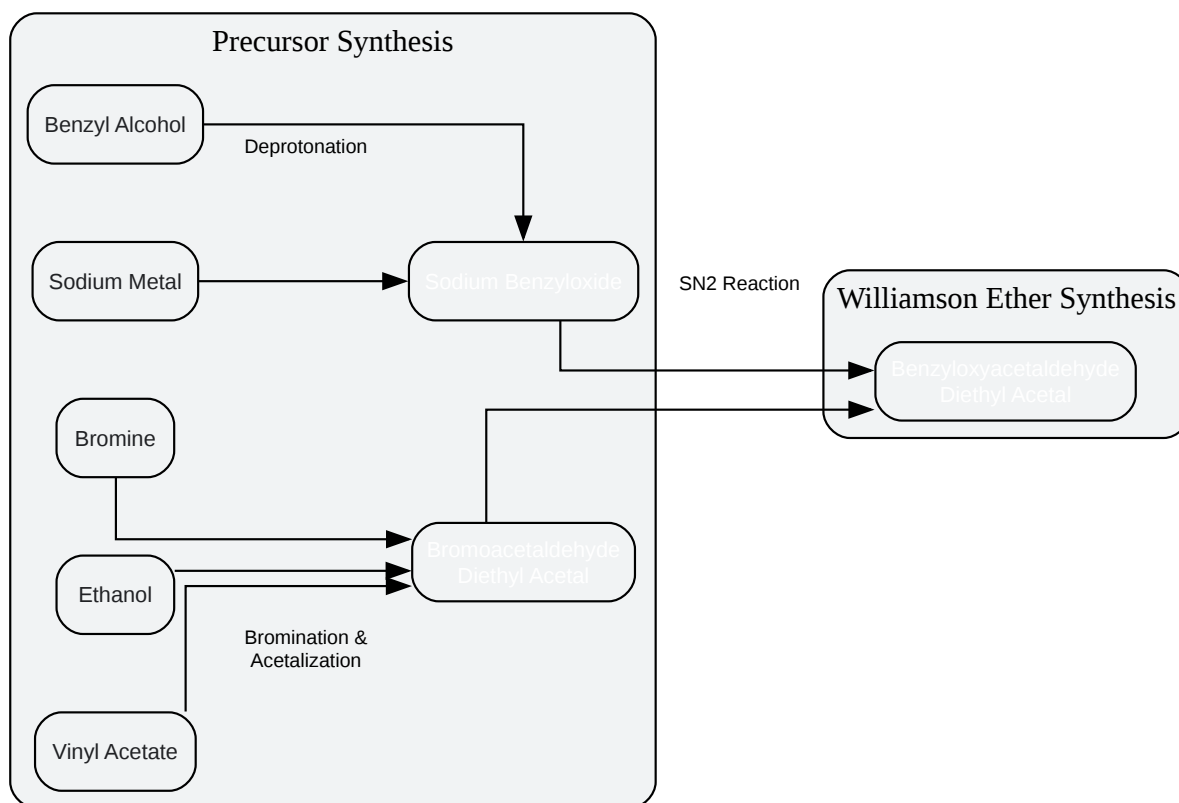 Precursor Synthesis
Benzyl Alcohol
Deprotonation
Sodium Metal
Sodium Benzyloxide
SN2 Reaction
Williamson Ether Synthesis
Benzyloxyacetaldehyde
Diethyl Acetal
Bromine
Bromoacetaldehyde
Diethyl Acetal
Ethanol
Bromination &
Acetalization
Vinyl Acetate